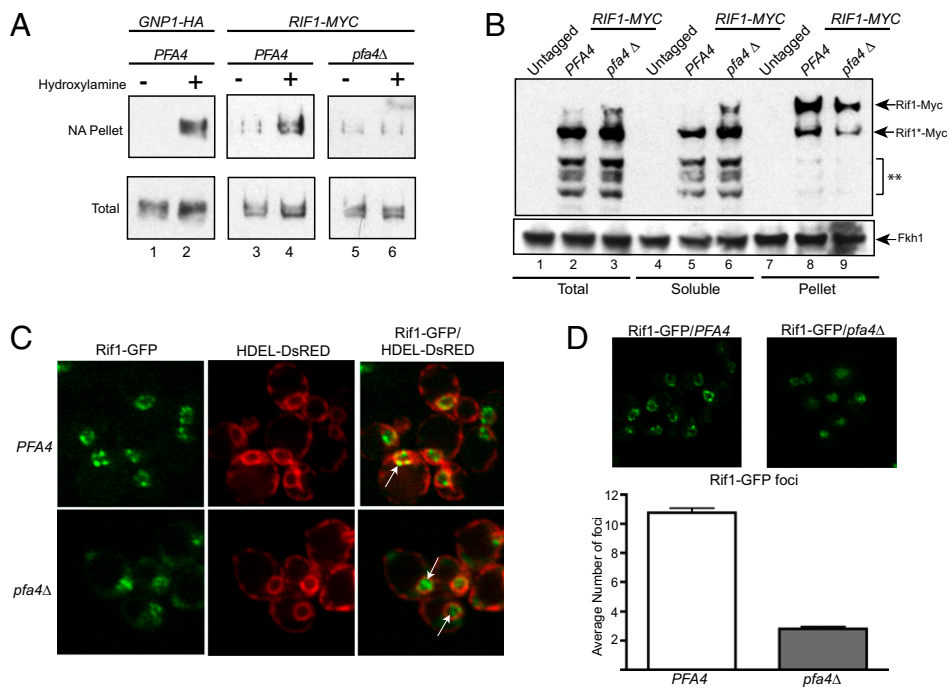 A
GNP1-HA
RIF1-MYC
PFA4
PFA4
pfa4Δ
Hydroxylamine
-
+
-
+
-
+
NA Pellet
Total
1
2
3
4
5
6
B
RIF1-MYC
RIF1-MYC
RIF1-MYC
Untagged
PFA4
pfa4Δ
Untagged
PFA4
pfa4Δ
Untagged
PFA4
pfa4Δ
Rif1-Myc
Rif1*-Myc
**
Fkh1
1
2
3
4
5
6
7
8
9
Total
Soluble
Pellet
C
Rif1-GFP
HDEL-DsRED
Rif1-GFP/
HDEL-DsRED
PFA4
pfa4Δ
D
Rif1-GFP/PFA4
Rif1-GFP/pfa4Δ
Rif1-GFP foci
Average Number of foci
12
10
8
6
4
2
PFA4
pfa4Δ